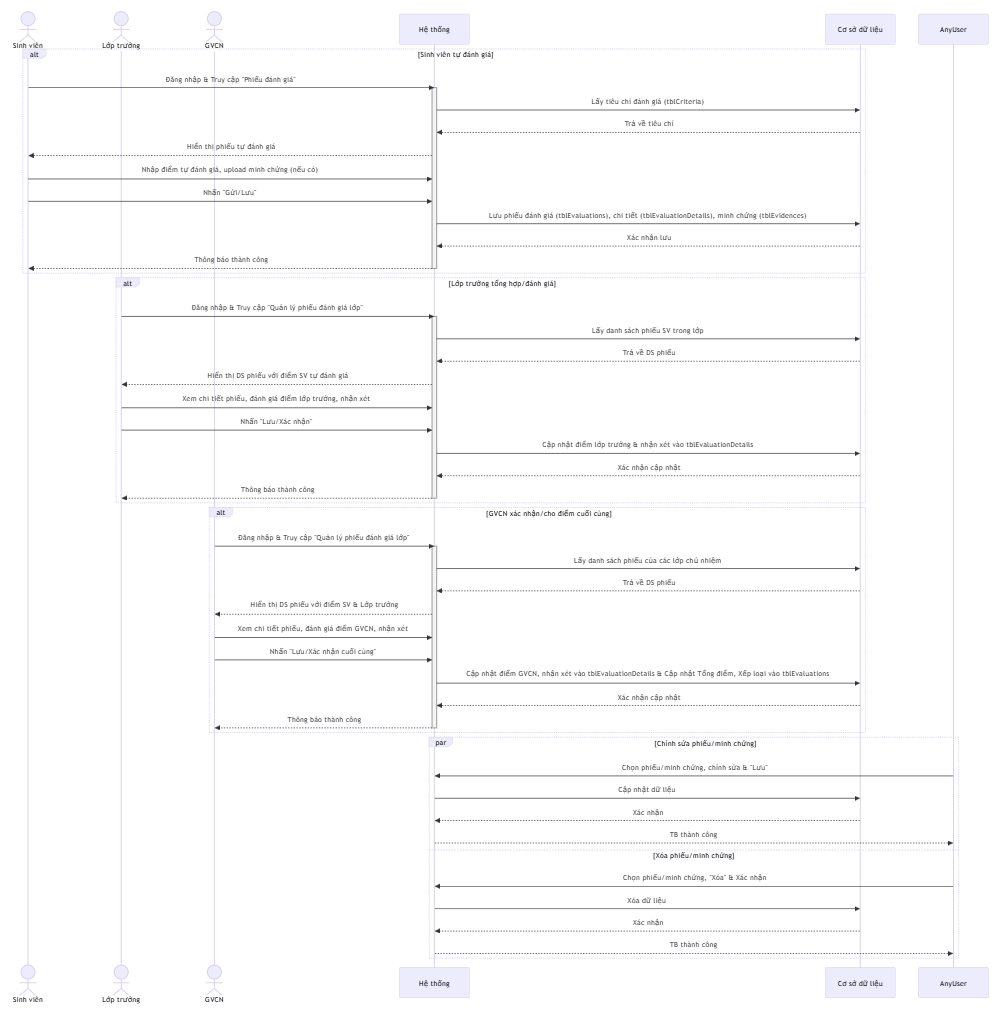 Hệ thống
Cơ sở dữ liệu
AnyUser
Sinh viên
Lớp trưởng
GVCN
alt
[Sinh viên tự đánh giá]
Đăng nhập & Truy cập "Phiếu đánh giá"
Lấy tiêu chí đánh giá (tblCriteria)
Trả về tiêu chí
Hiển thị phiếu tự đánh giá
Nhập điểm tự đánh giá, upload minh chứng (nếu có)
Nhấn "Gửi/Lưu"
Lưu phiếu đánh giá (tblEvaluations), chi tiết (tblEvaluationDetails), minh chứng (tblEvidences)
Xác nhận lưu
Thông báo thành công
alt
[Lớp trưởng tổng hợp/đánh giá]
Đăng nhập & Truy cập "Quản lý phiếu đánh giá lớp"
Lấy danh sách phiếu SV trong lớp
Trả về DS phiếu
Hiển thị DS phiếu với điểm SV tự đánh giá
Xem chi tiết phiếu, đánh giá điểm lớp trưởng, nhận xét
Nhấn "Lưu/Xác nhận"
Cập nhật điểm lớp trưởng & nhận xét vào tblEvaluationDetails
Xác nhận cập nhật
Thông báo thành công
alt
[GVCN xác nhận/cho điểm cuối cùng]
Đăng nhập & Truy cập "Quản lý phiếu đánh giá lớp"
Lấy danh sách phiếu của các lớp chủ nhiệm
Trả về DS phiếu
Hiển thị DS phiếu với điểm SV & Lớp trưởng
Xem chi tiết phiếu, đánh giá điểm GVCN, nhận xét
Nhấn "Lưu/Xác nhận cuối cùng"
Cập nhật điểm GVCN, nhận xét vào tblEvaluationDetails & Cập nhật Tổng điểm, Xếp loại vào tblEvaluations
Xác nhận cập nhật
Thông báo thành công
par
[Chỉnh sửa phiếu/minh chứng]
Chọn phiếu/minh chứng, chỉnh sửa & "Lưu"
Cập nhật dữ liệu
Xác nhận
TB thành công
[Xóa phiếu/minh chứng]
Chọn phiếu/minh chứng, "Xóa" & Xác nhận
Xóa dữ liệu
Xác nhận
TB thành công
Sinh viên
Lớp trưởng
GVCN
Hệ thống
Cơ sở dữ liệu
AnyUser